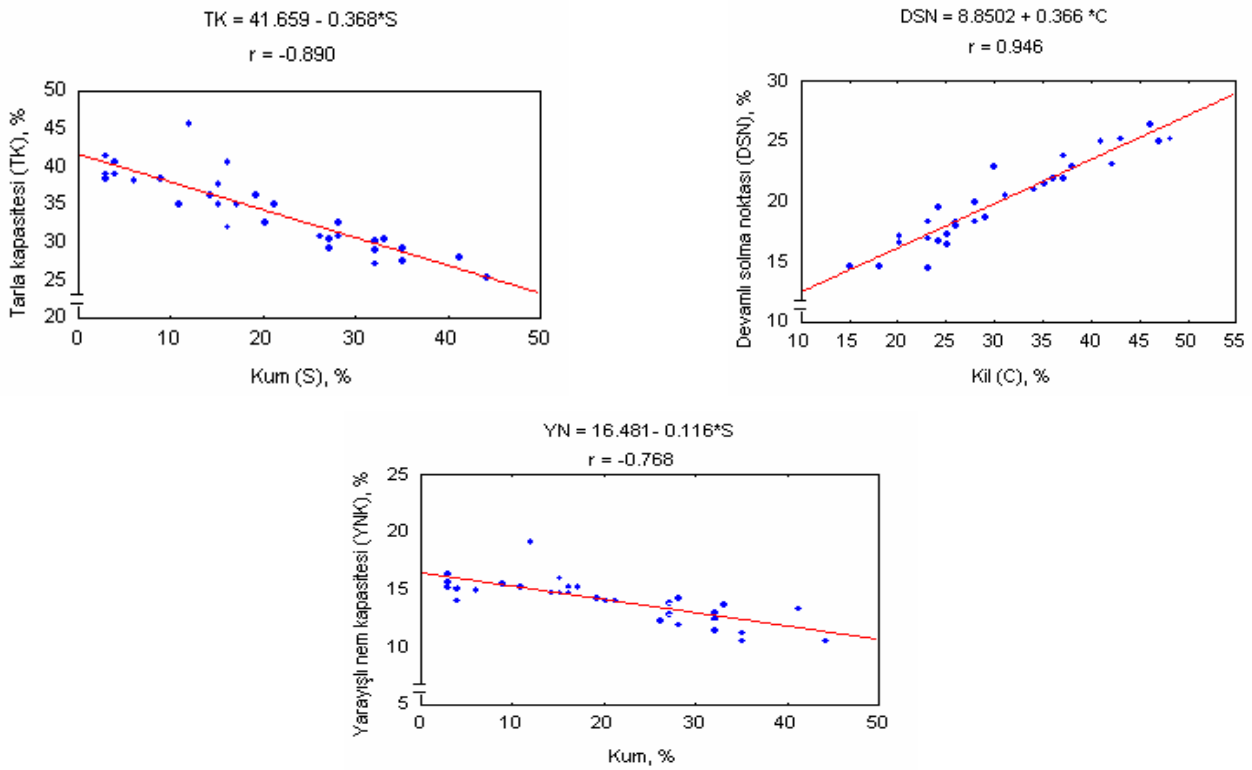 TK = 41.659 - 0.368*S
r = -0.890
Tarla kapasitesi (TK), %
50
45
40
35
30
25
20
0 10 20 30 40 50
Kum (S), %
DSN = 8.8502 + 0.366 *C
r = 0.946
Devamlı solma noktası (DSN), %
30
25
20
15
10
10 15 20 25 30 35 40 45 50 55
Kil (C), %
YN = 16.481- 0.116*S
r = -0.768
Yarayışlı nem kapasitesi (YNK), %
25
20
15
10
5
0 10 20 30 40 50
Kum, %